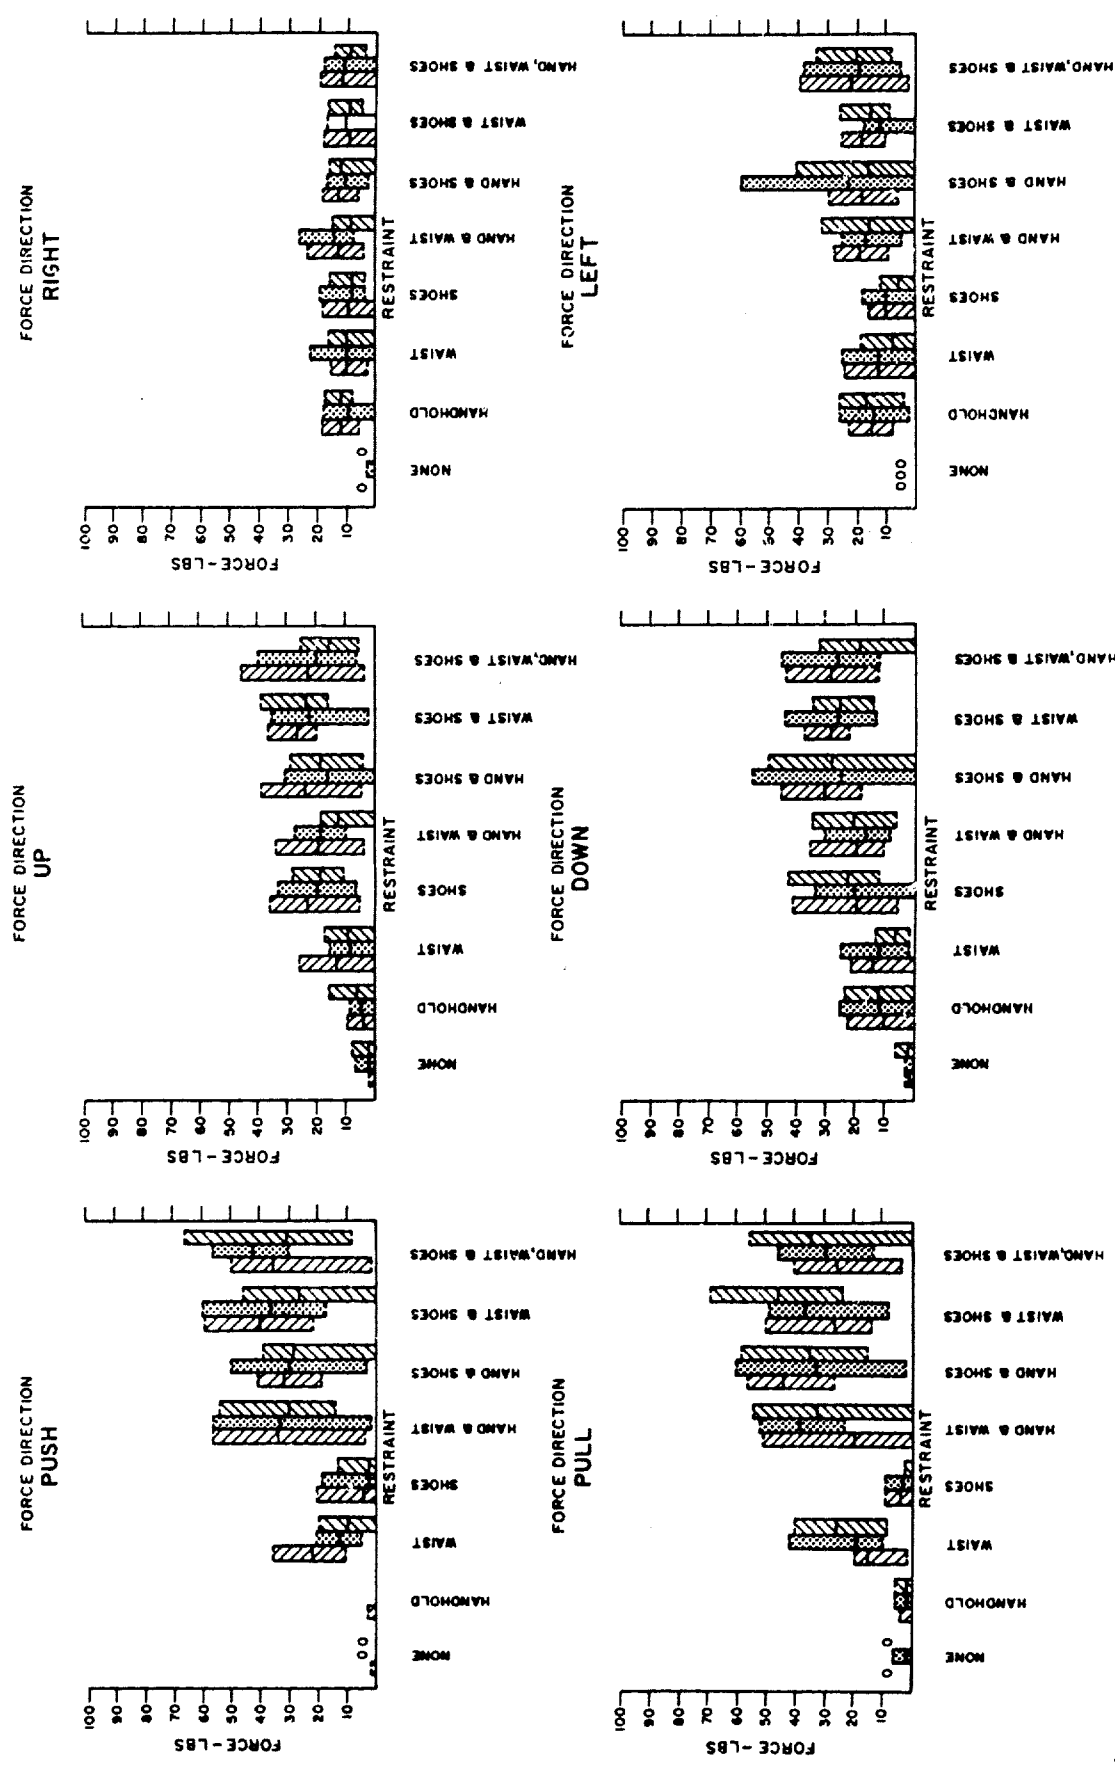 FORCE DIRECTION
PUSH
FORCE-LBS
100
90
80
70
60
50
40
30
20
10
O
OO
NONE
HANDHOLD
WAIST
SHOES
HAND & WAIST
HAND & SHOES
WAIST & SHOES
HAND, WAIST & SHOES
RESTRAINT
FORCE DIRECTION
UP
FORCE-LBS
100
90
80
70
60
50
40
30
20
10
NONE
HANDHOLD
WAIST
SHOES
HAND & WAIST
HAND & SHOES
WAIST & SHOES
HAND, WAIST & SHOES
RESTRAINT
FORCE DIRECTION
RIGHT
FORCE-LBS
100
90
80
70
60
50
40
30
20
10
O O
NONE
HANDHOLD
WAIST
SHOES
HAND & WAIST
HAND & SHOES
WAIST & SHOES
HAND, WAIST & SHOES
RESTRAINT
FORCE DIRECTION
PULL
FORCE-LBS
100
90
80
70
60
50
40
30
20
10
O O
NONE
HANDHOLD
WAIST
SHOES
HAND & WAIST
HAND & SHOES
WAIST & SHOES
HAND, WAIST & SHOES
RESTRAINT
FORCE DIRECTION
DOWN
FORCE-LBS
100
90
80
70
60
50
40
30
20
10
NONE
HANDHOLD
WAIST
SHOES
HAND & WAIST
HAND & SHOES
WAIST & SHOES
HAND, WAIST & SHOES
RESTRAINT
FORCE DIRECTION
LEFT
FORCE-LBS
100
90
80
70
60
50
40
30
20
10
OOO
NONE
HANDHOLD
WAIST
SHOES
HAND & WAIST
HAND & SHOES
WAIST & SHOES
HAND, WAIST & SHOES
RESTRAINT